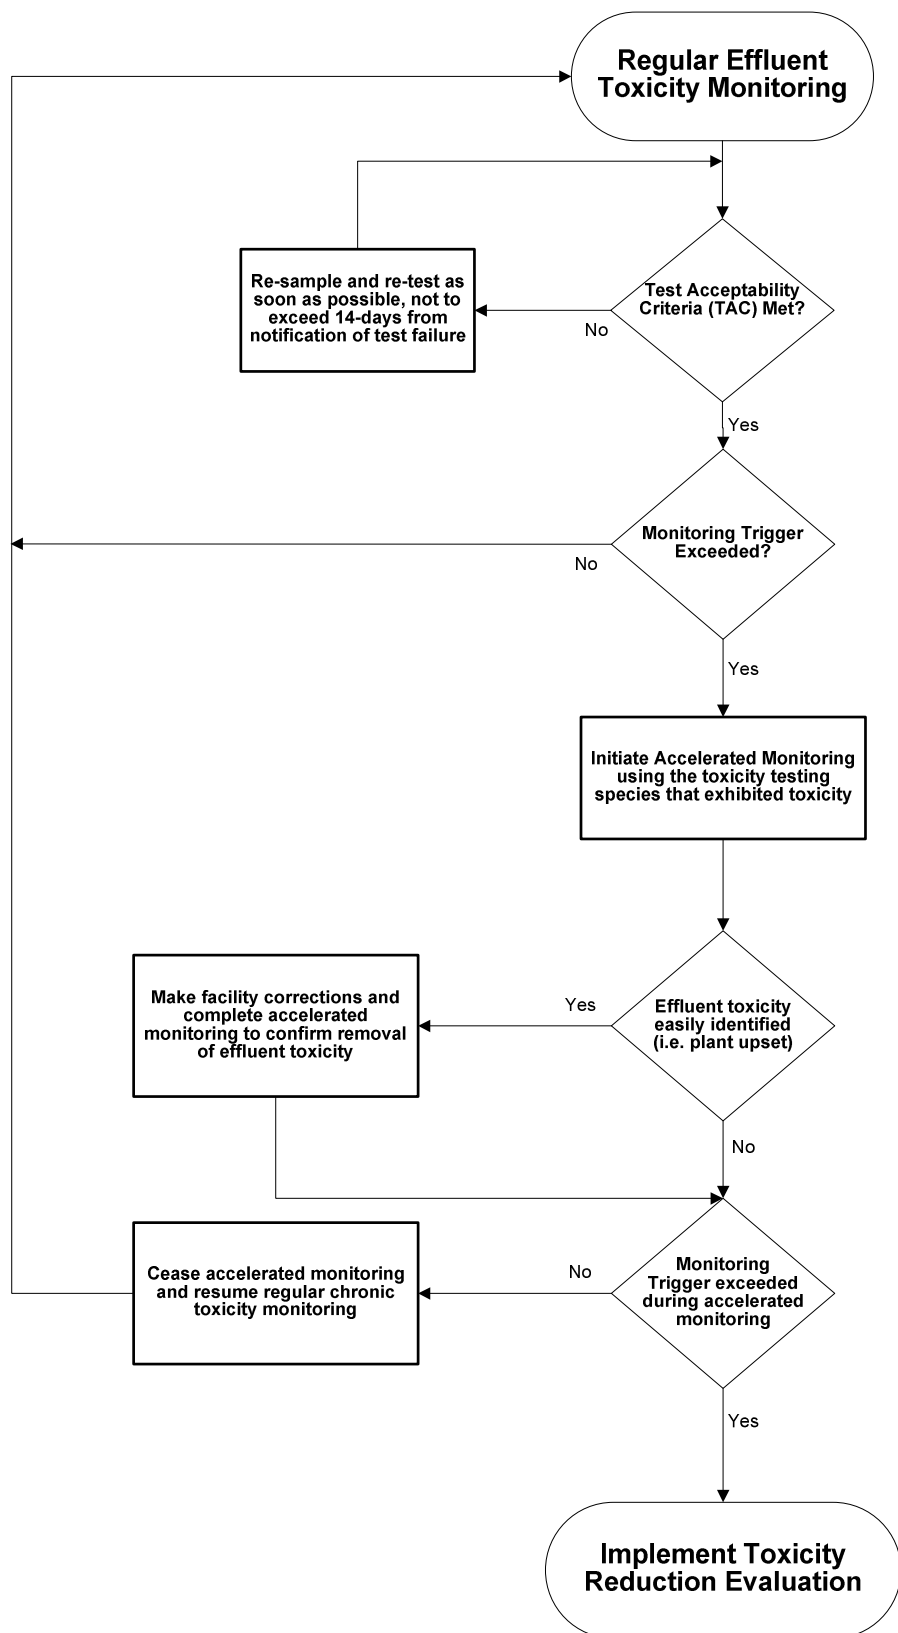 Regular Effluent
Toxicity Monitoring
Re-sample and re-test as
soon as possible, not to
exceed 14-days from
notification of test failure
Test Acceptability
Criteria (TAC) Met?
No
Yes
Monitoring Trigger
Exceeded?
No
Yes
Initiate Accelerated Monitoring
using the toxicity testing
species that exhibited toxicity
Make facility corrections and
complete accelerated
monitoring to confirm removal
of effluent toxicity
Yes
Effluent toxicity
easily identified
(i.e. plant upset)
No
Cease accelerated monitoring
and resume regular chronic
toxicity monitoring
No
Monitoring
Trigger exceeded
during accelerated
monitoring
Yes
Implement Toxicity
Reduction Evaluation